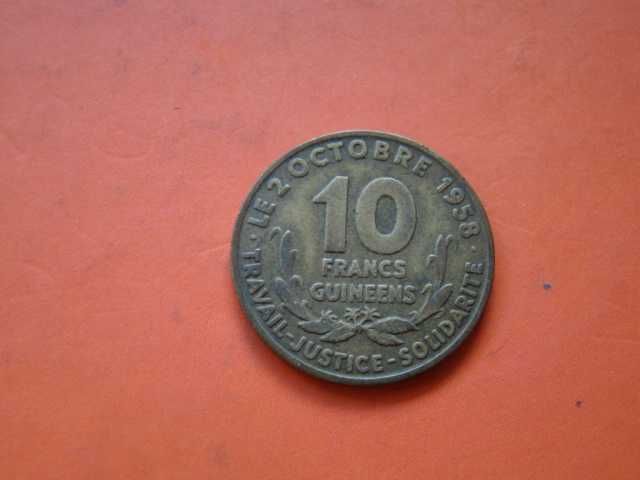 · LE 2 OCTOBRE 1958 ·
10
FRANCS
GUINEENS
TRAVAIL-JUSTICE-SOLIDARITE